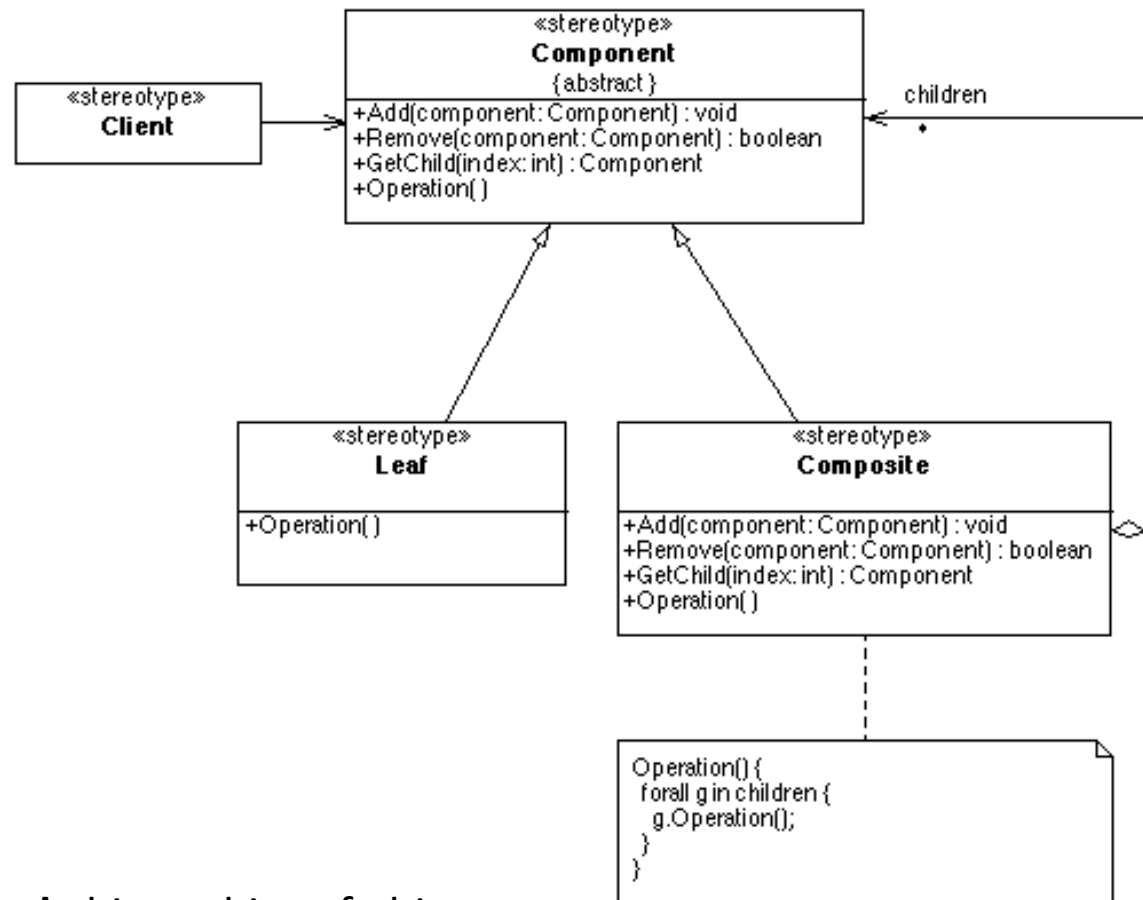 «stereotype»
Component
{abstract}
+Add(component: Component) : void
+Remove(component: Component) : boolean
+GetChild(index: int) : Component
+Operation( )
«stereotype»
Client
children
*
«stereotype»
Leaf
+Operation( )
«stereotype»
Composite
+Add(component: Component) : void
+Remove(component: Component) : boolean
+GetChild(index: int) : Component
+Operation( )
Operation() {
forall g in children {
g.Operation();
}
}